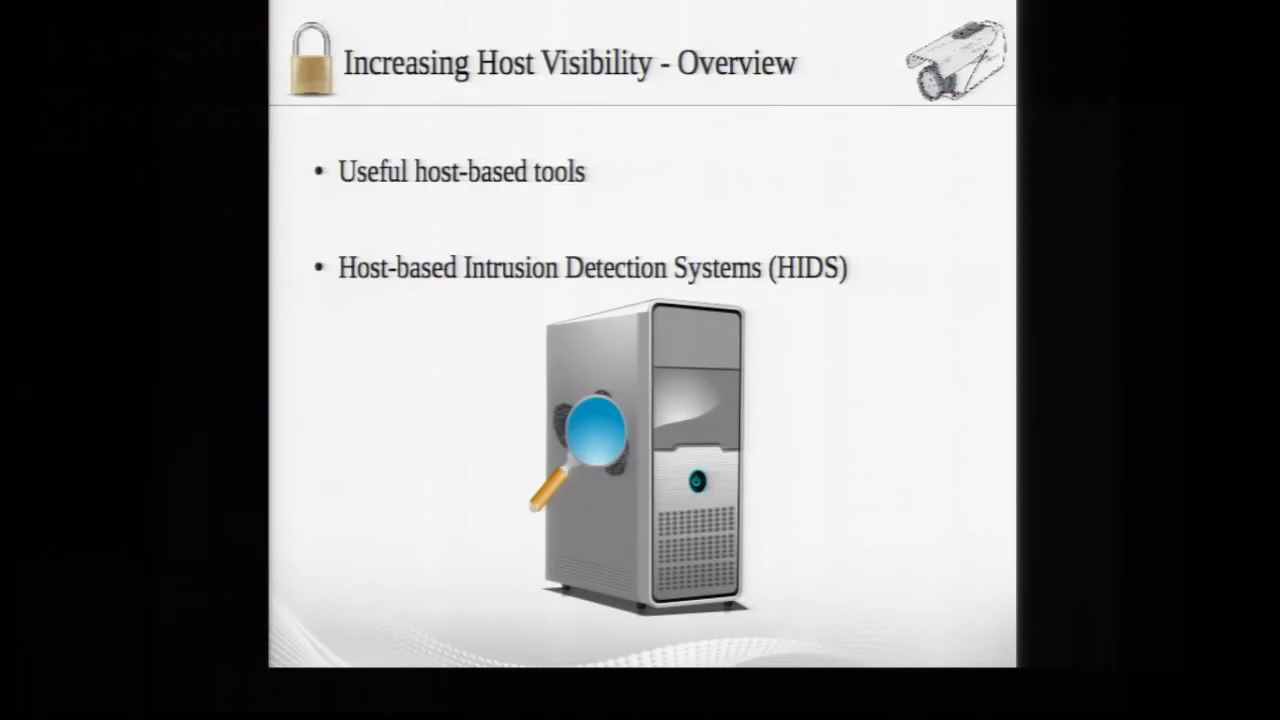 Increasing Host Visibility - Overview
• Useful host-based tools
• Host-based Intrusion Detection Systems (HIDS)